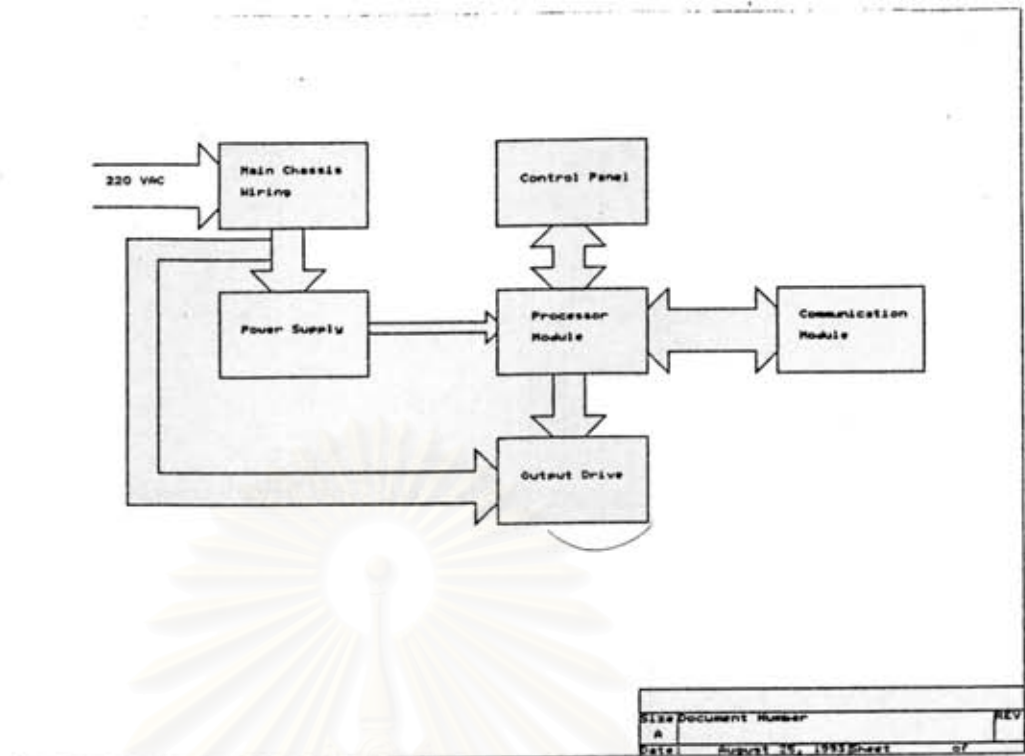 220 VAC
Main Chassis
Wiring
Control Panel
Power Supply
Processor
Module
Communication
Module
Output Drive
Size
Document Number
REV
A
Date:
August 25, 1993
Sheet
of